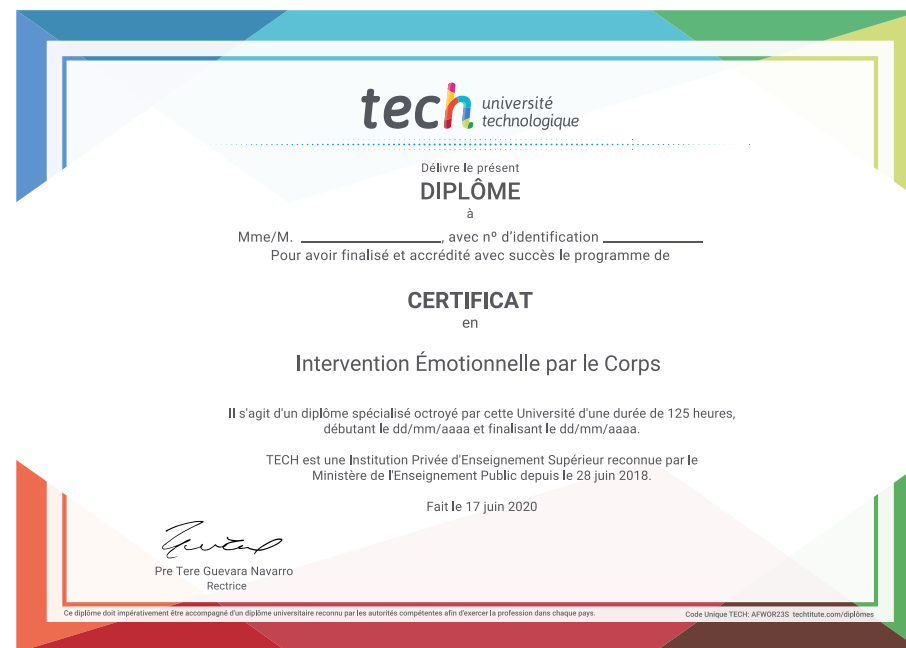 tech université
technologique
Délivre le présent
DIPLÔME
à
Mme/M. ____________________, avec nº d'identification ______________
Pour avoir finalisé et accrédité avec succès le programme de
CERTIFICAT
en
Intervention Émotionnelle par le Corps
Il s'agit d'un diplôme spécialisé octroyé par cette Université d'une durée de 125 heures,
débutant le dd/mm/aaaa et finalisant le dd/mm/aaaa.
TECH est une Institution Privée d'Enseignement Supérieur reconnue par le
Ministère de l'Enseignement Public depuis le 28 juin 2018.
Fait le 17 juin 2020
Pre Tere Guevara Navarro
Rectrice
Ce diplôme doit impérativement être accompagné d'un diplôme universitaire reconnu par les autorités compétentes afin d'exercer la profession dans chaque pays.
Code Unique TECH: AFWOR23S techtitute.com/diplômes